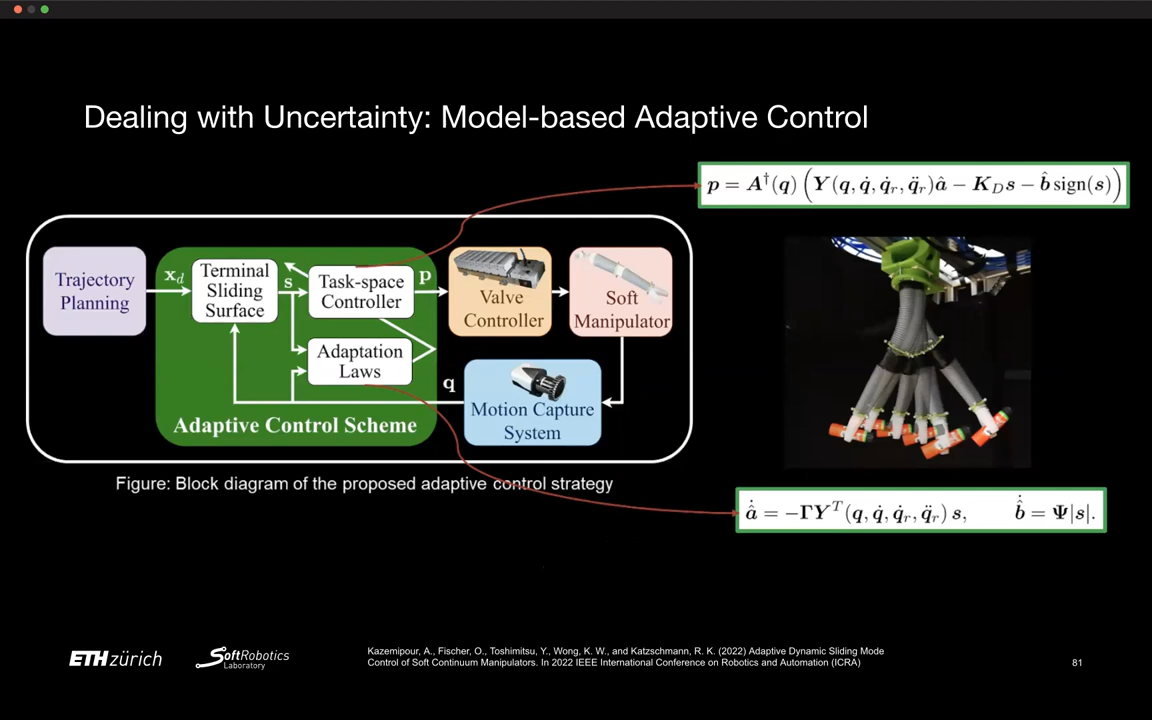 Dealing with Uncertainty: Model-based Adaptive Control
p = A†(q) (Y(q, q̇, q̇ᵣ, q̈ᵣ)â − K_D s − b̂ sign(s))
Trajectory
Planning
x_d
Terminal
Sliding
Surface
s
Task-space
Controller
p
Valve
Controller
Soft
Manipulator
Adaptation
Laws
q
Motion Capture
System
Adaptive Control Scheme
Figure: Block diagram of the proposed adaptive control strategy
â̇ = −ΓYᵀ(q, q̇, q̇ᵣ, q̈ᵣ) s, b̂̇ = Ψ|s|.
ETH zürich
SoftRobotics
Laboratory
Kazemipour, A., Fischer, O., Toshimitsu, Y., Wong, K. W., and Katzschmann, R. K. (2022) Adaptive Dynamic Sliding Mode
Control of Soft Continuum Manipulators. In 2022 IEEE International Conference on Robotics and Automation (ICRA)
81